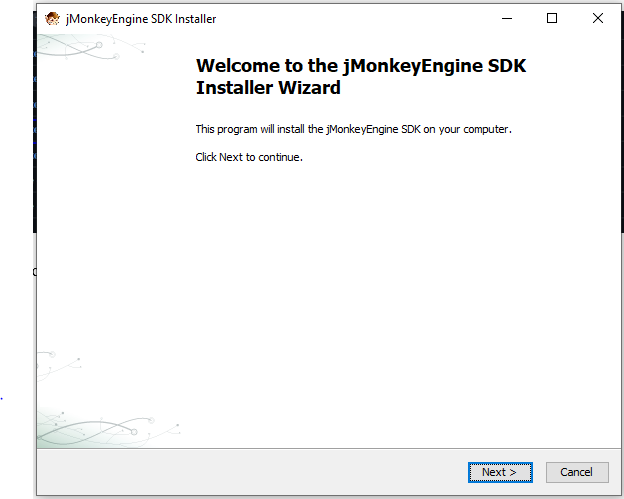 jMonkeyEngine SDK Installer
Welcome to the jMonkeyEngine SDK
Installer Wizard
This program will install the jMonkeyEngine SDK on your computer.
Click Next to continue.
Next >
Cancel